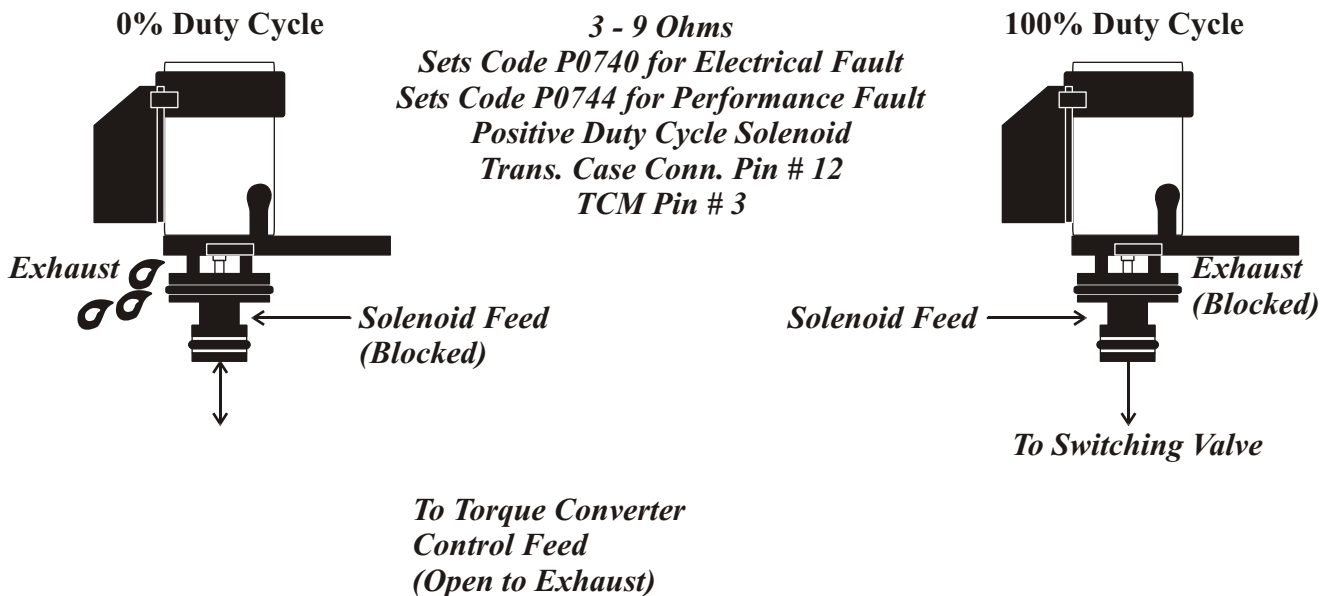 0% Duty Cycle
3 - 9 Ohms
Sets Code P0740 for Electrical Fault
Sets Code P0744 for Performance Fault
Positive Duty Cycle Solenoid
Trans. Case Conn. Pin # 12
TCM Pin # 3
100% Duty Cycle
Exhaust
Solenoid Feed
(Blocked)
Solenoid Feed
Exhaust
(Blocked)
To Switching Valve
To Torque Converter
Control Feed
(Open to Exhaust)